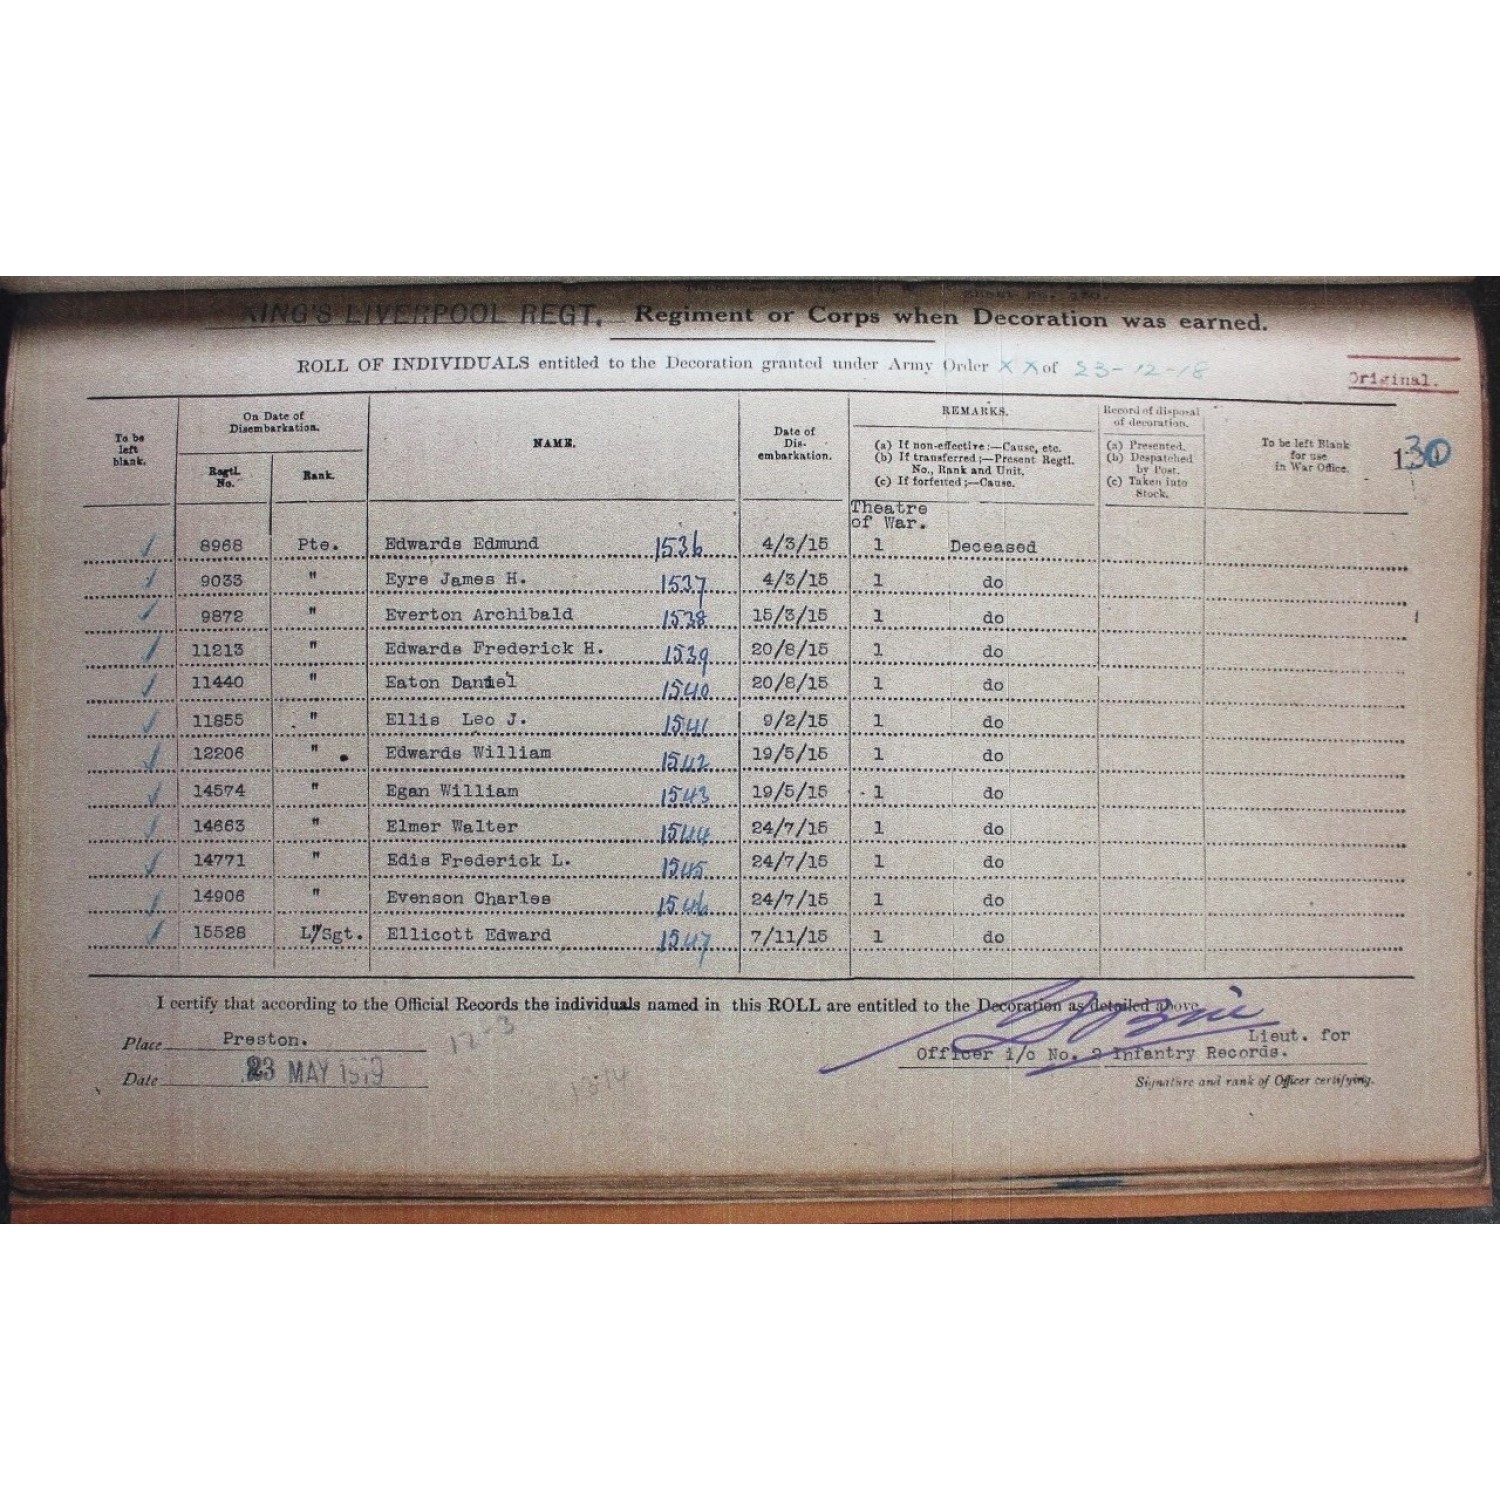 KING'S LIVERPOOL REGT. Regiment or Corps when Decoration was earned.
ROLL OF INDIVIDUALS entitled to the Decoration granted under Army Order XX of 23-12-18
Original.
To be left blank.
On Date of Disembarkation.
Regtl. No.
Rank.
NAME.
Date of Dis-embarkation.
REMARKS.
(a) If non-effective:—Cause, etc.
(b) If transferred;—Present Regtl. No., Rank and Unit.
(c) If forfeited;—Cause.
Record of disposal of decoration.
(a) Presented.
(b) Despatched by Post.
(c) Taken into Stock.
To be left Blank for use in War Office.
130
Theatre of War.
8968 Pte. Edwards Edmund 1536 4/3/15 1 Deceased
9033 " Eyre James H. 1537 4/3/15 1 do
9872 " Everton Archibald 1538 15/3/15 1 do
11213 " Edwards Frederick H. 1539 20/8/15 1 do
11440 " Eaton Daniel 1540 20/8/15 1 do
11855 " Ellis Leo J. 1541 9/2/15 1 do
12206 " Edwards William 1542 19/5/15 1 do
14574 " Egan William 1543 19/5/15 1 do
14663 " Elmer Walter 1544 24/7/15 1 do
14771 " Edis Frederick L. 1545 24/7/15 1 do
14906 " Evenson Charles 1546 24/7/15 1 do
15528 L/Sgt. Ellicott Edward 1547 7/11/15 1 do
I certify that according to the Official Records the individuals named in this ROLL are entitled to the Decoration as detailed above.
Place Preston.
12-3
Lieut. for
Officer i/c No. 2 Infantry Records.
Date 23 MAY 1919
Signature and rank of Officer certifying.